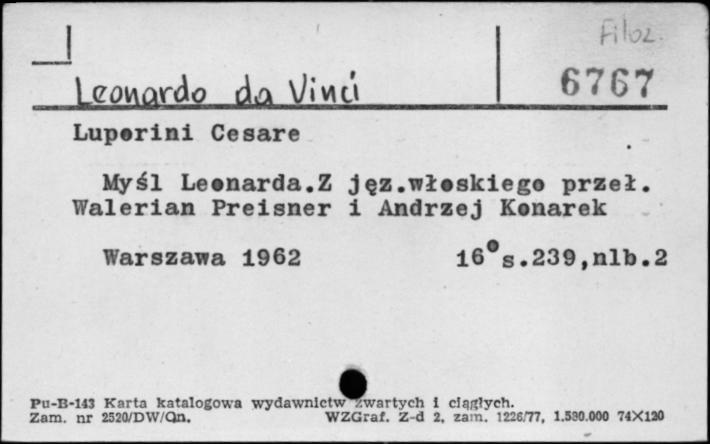 Filoz.
6767
Leonardo da Vinci
Luporini Cesare
Myśl Leonarda.Z jęz.włoskiego przeł.
Walerian Preisner i Andrzej Konarek
Warszawa 1962 16° s.239,nlb.2
Pu-B-143 Karta katalogowa wydawnictw zwartych i ciągłych.
Zam. nr 2520/DW/Qn. WZGraf. Z-d 2, zam. 1226/77, 1.530.000 74X120